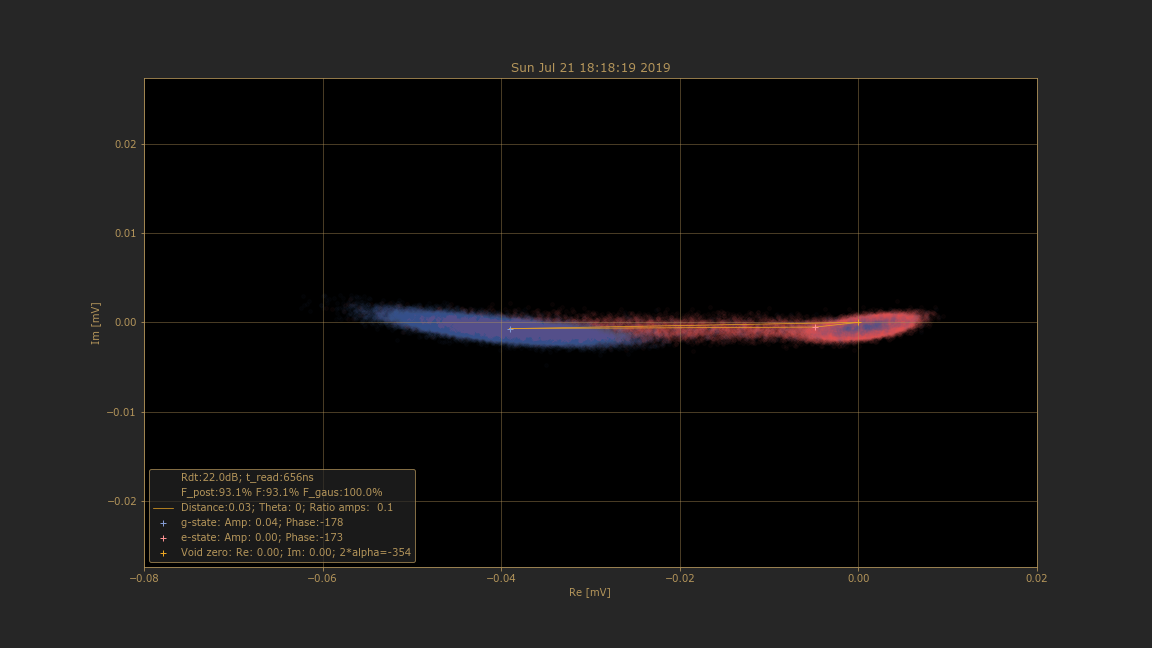 Sun Jul 21 18:18:19 2019
0.02
0.01
0.00
−0.01
−0.02
Im [mV]
Rdt:22.0dB; t_read:656ns
F_post:93.1% F:93.1% F_gaus:100.0%
Distance:0.03; Theta: 0; Ratio amps:  0.1
g-state: Amp: 0.04; Phase:-178
e-state: Amp: 0.00; Phase:-173
Void zero: Re: 0.00; Im: 0.00; 2*alpha=-354
−0.08 −0.06 −0.04 −0.02 0.00 0.02
Re [mV]